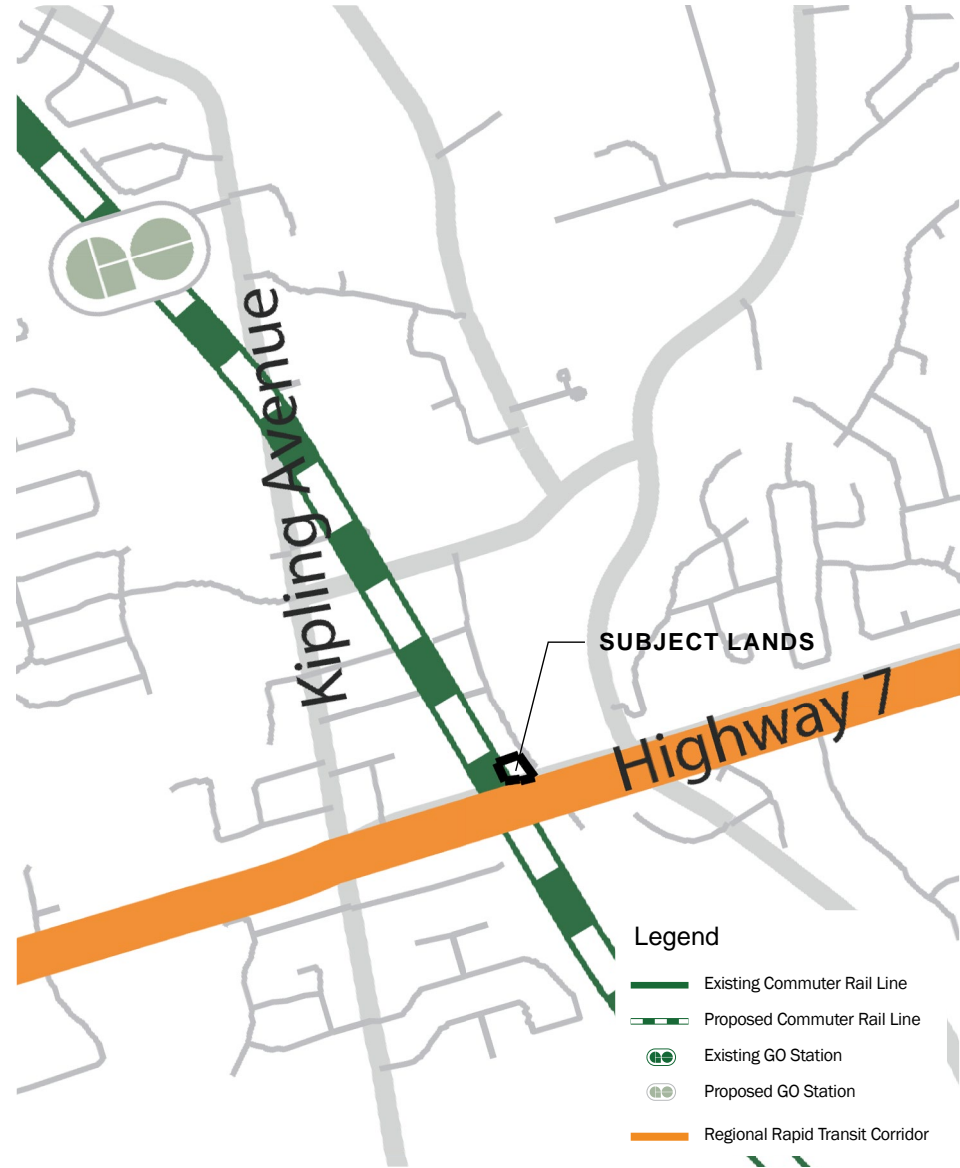 Kipling Avenue
SUBJECT LANDS
Highway 7
Legend
Existing Commuter Rail Line
Proposed Commuter Rail Line
Existing GO Station
Proposed GO Station
Regional Rapid Transit Corridor